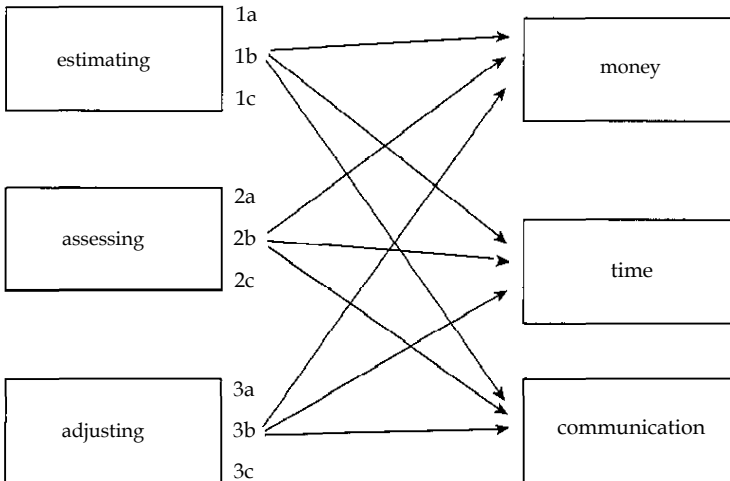 1a
estimating
1b
money
1c
2a
assessing
2b
2c
time
3a
adjusting
3b
communication
3c